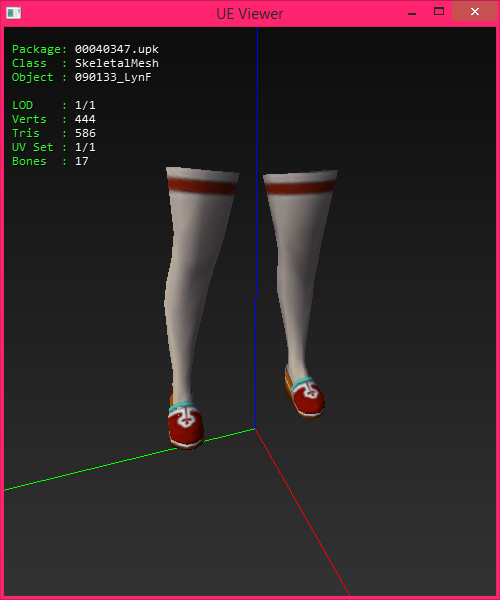 UE Viewer
Package: 00040347.upk
Class : SkeletalMesh
Object : 090133_LynF
LOD : 1/1
Verts : 444
Tris : 586
UV Set : 1/1
Bones : 17